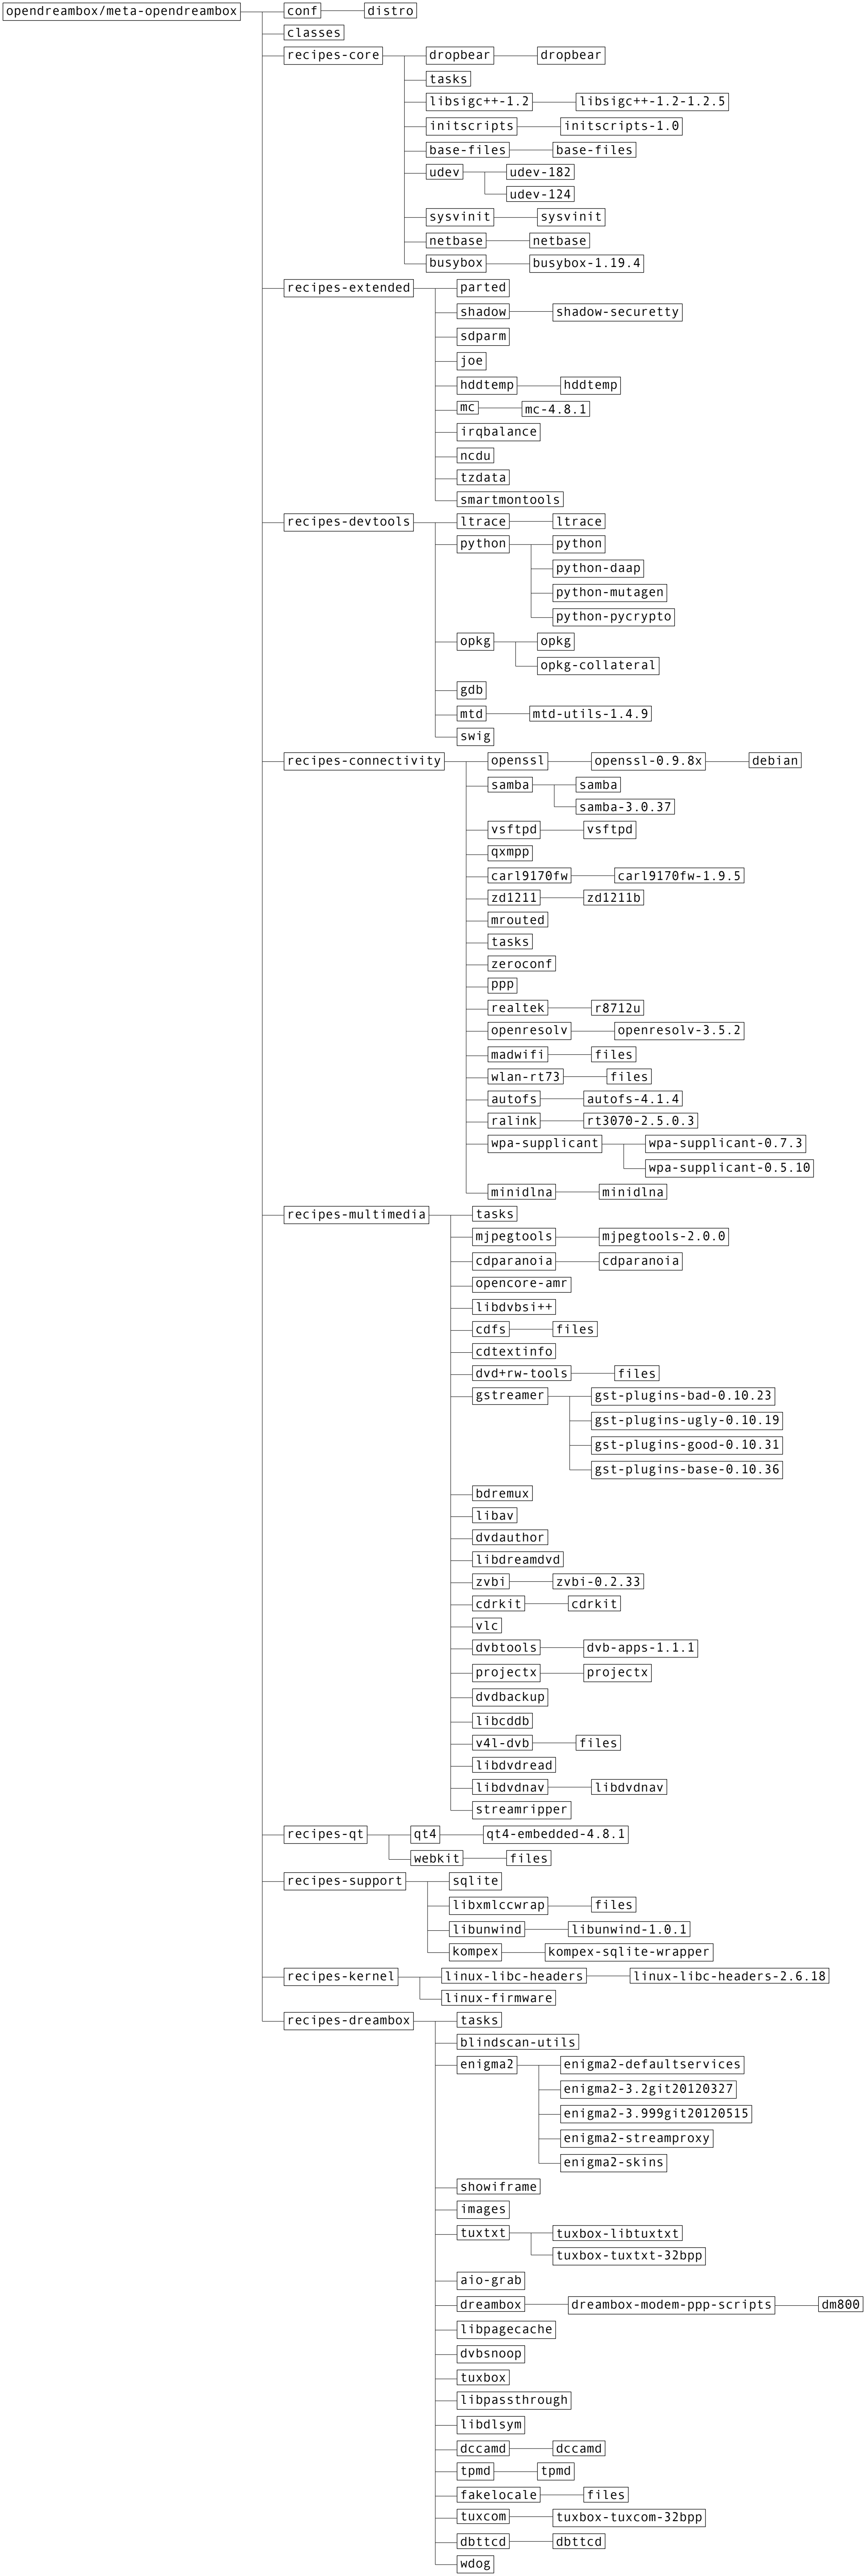 opendreambox/meta-opendreambox conf distro
classes
recipes-core dropbear dropbear
tasks
libsigc++-1.2 libsigc++-1.2-1.2.5
initscripts initscripts-1.0
base-files base-files
udev udev-182
udev-124
sysvinit sysvinit
netbase netbase
busybox busybox-1.19.4
recipes-extended parted
shadow shadow-securetty
sdparm
joe
hddtemp hddtemp
mc mc-4.8.1
irqbalance
ncdu
tzdata
smartmontools
recipes-devtools ltrace ltrace
python python
python-daap
python-mutagen
python-pycrypto
opkg opkg
opkg-collateral
gdb
mtd mtd-utils-1.4.9
swig
recipes-connectivity openssl openssl-0.9.8x debian
samba samba
samba-3.0.37
vsftpd vsftpd
qxmpp
carl9170fw carl9170fw-1.9.5
zd1211 zd1211b
mrouted
tasks
zeroconf
ppp
realtek r8712u
openresolv openresolv-3.5.2
madwifi files
wlan-rt73 files
autofs autofs-4.1.4
ralink rt3070-2.5.0.3
wpa-supplicant wpa-supplicant-0.7.3
wpa-supplicant-0.5.10
minidlna minidlna
recipes-multimedia tasks
mjpegtools mjpegtools-2.0.0
cdparanoia cdparanoia
opencore-amr
libdvbsi++
cdfs files
cdtextinfo
dvd+rw-tools files
gstreamer gst-plugins-bad-0.10.23
gst-plugins-ugly-0.10.19
gst-plugins-good-0.10.31
gst-plugins-base-0.10.36
bdremux
libav
dvdauthor
libdreamdvd
zvbi zvbi-0.2.33
cdrkit cdrkit
vlc
dvbtools dvb-apps-1.1.1
projectx projectx
dvdbackup
libcddb
v4l-dvb files
libdvdread
libdvdnav libdvdnav
streamripper
recipes-qt qt4 qt4-embedded-4.8.1
webkit files
recipes-support sqlite
libxmlccwrap files
libunwind libunwind-1.0.1
kompex kompex-sqlite-wrapper
recipes-kernel linux-libc-headers linux-libc-headers-2.6.18
linux-firmware
recipes-dreambox tasks
blindscan-utils
enigma2 enigma2-defaultservices
enigma2-3.2git20120327
enigma2-3.999git20120515
enigma2-streamproxy
enigma2-skins
showiframe
images
tuxtxt tuxbox-libtuxtxt
tuxbox-tuxtxt-32bpp
aio-grab
dreambox dreambox-modem-ppp-scripts dm800
libpagecache
dvbsnoop
tuxbox
libpassthrough
libdlsym
dccamd dccamd
tpmd tpmd
fakelocale files
tuxcom tuxbox-tuxcom-32bpp
dbttcd dbttcd
wdog